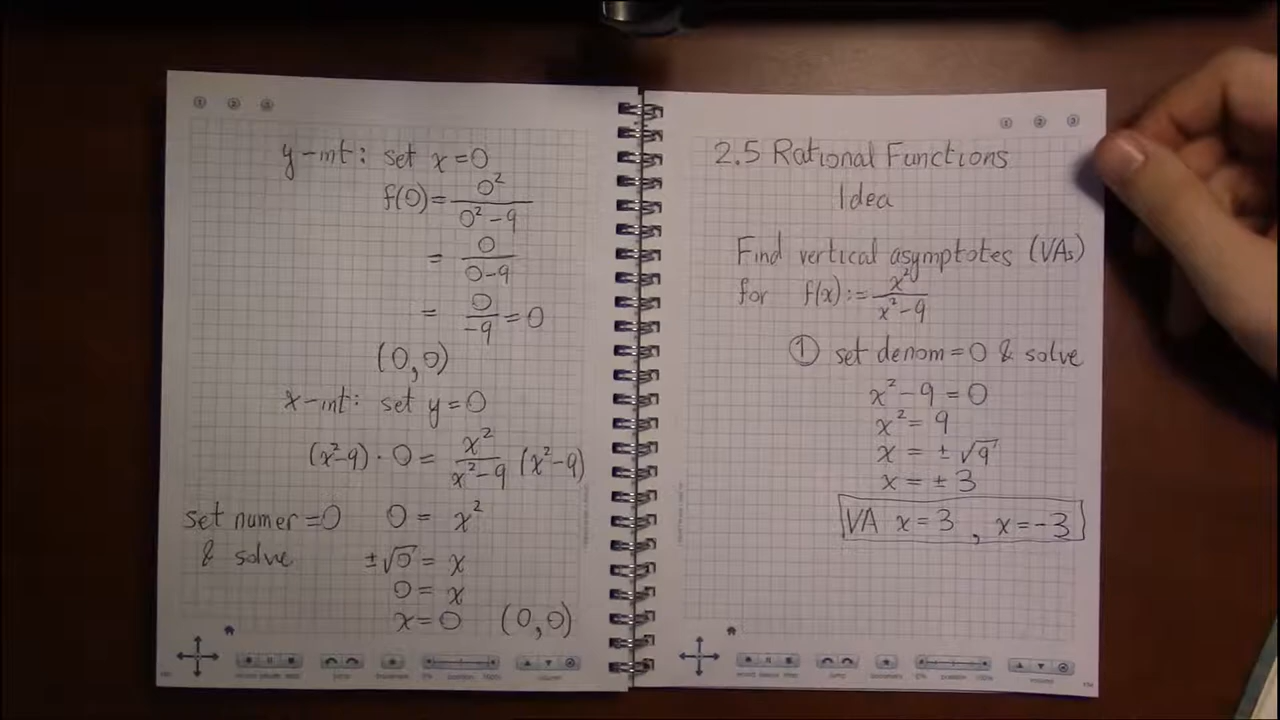 y-int: set x=0
f(0)= 0²/(0²-9)
= 0/(0-9)
= 0/-9 = 0
(0,0)
x-int: set y=0
(x²-9)·0 = x²/(x²-9) (x²-9)
set numer=0 0 = x²
& solve ±√0 = x
0 = x
x=0 (0,0)
2.5 Rational Functions
Idea
Find vertical asymptotes (VAs)
for f(x):= x²/(x²-9)
① set denom=0 & solve
x²-9=0
x²=9
x = ±√9
x = ±3
VA x=3, x=-3